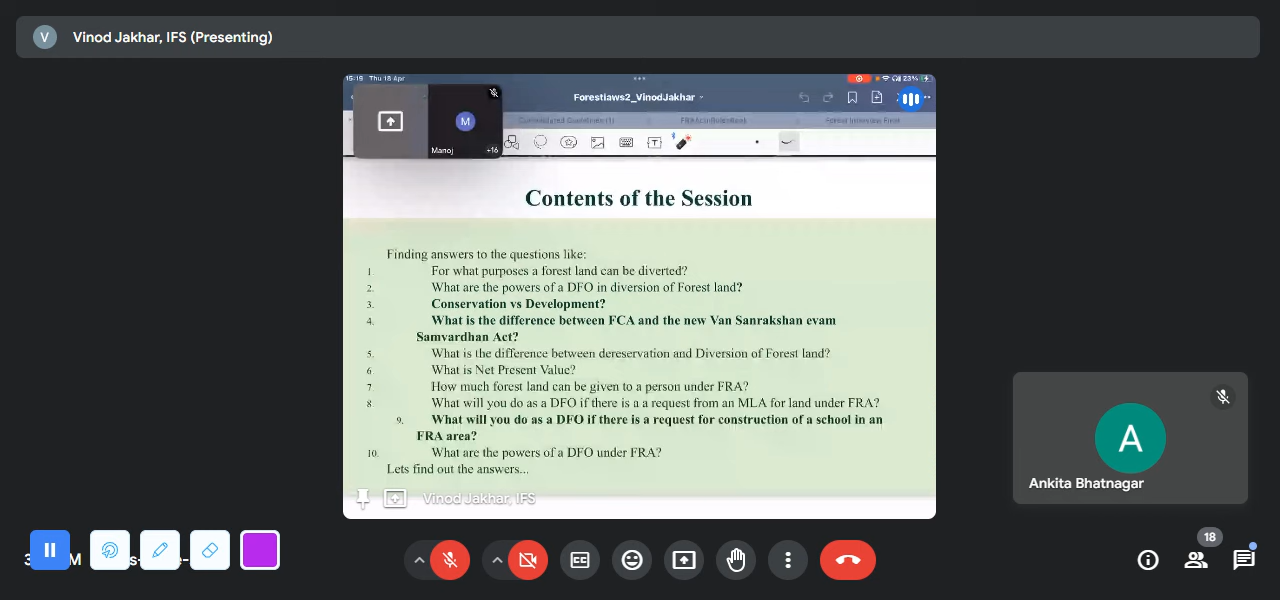 V Vinod Jakhar, IFS (Presenting)
15:19 Thu 18 Apr
23%
Forestlaws2_VinodJakhar
M
Manoj
+16
T
Contents of the Session
Finding answers to the questions like:
1 For what purposes a forest land can be diverted?
2. What are the powers of a DFO in diversion of Forest land?
3. Conservation vs Development?
4. What is the difference between FCA and the new Van Sanrakshan evam
Samvardhan Act?
5. What is the difference between dereservation and Diversion of Forest land?
6 What is Net Present Value?
7 How much forest land can be given to a person under FRA?
8 What will you do as a DFO if there is a a request from an MLA for land under FRA?
9. What will you do as a DFO if there is a request for construction of a school in an
FRA area?
10. What are the powers of a DFO under FRA?
Lets find out the answers...
Vinod Jakhar, IFS
A
Ankita Bhatnagar
CC
18